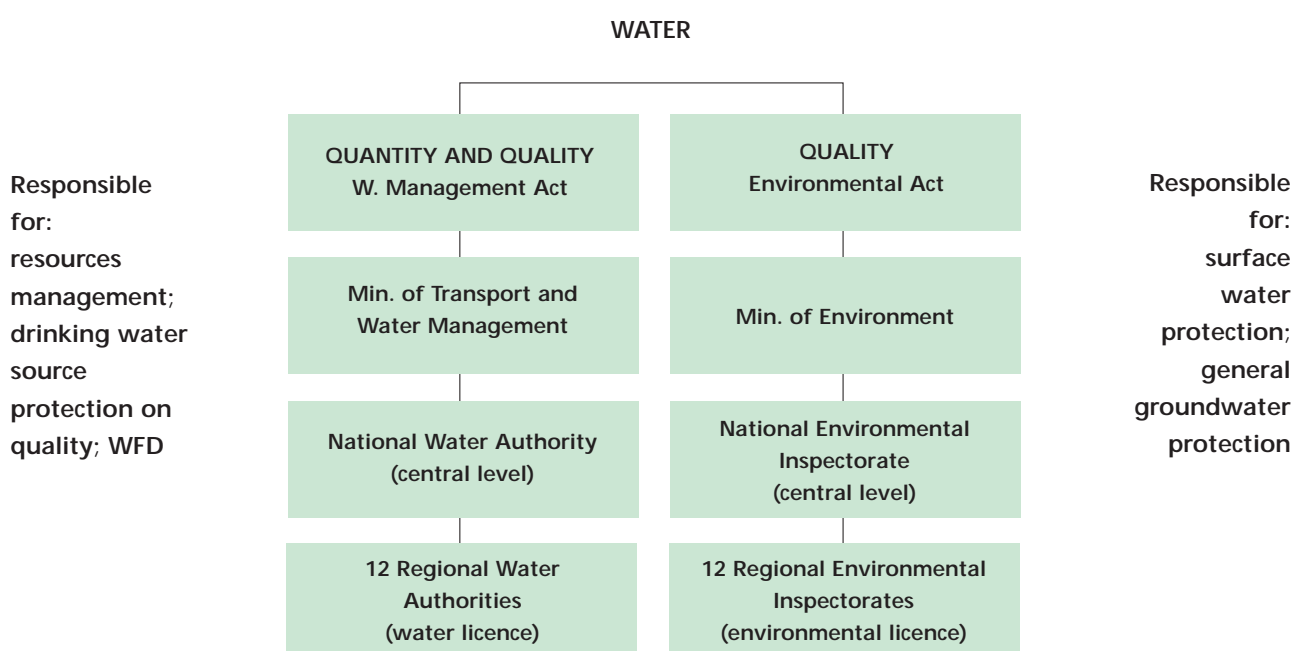 WATER
Responsible
for:
resources
management;
drinking water
source
protection on
quality; WFD
QUANTITY AND QUALITY
W. Management Act
Min. of Transport and
Water Management
National Water Authority
(central level)
12 Regional Water
Authorities
(water licence)
QUALITY
Environmental Act
Min. of Environment
National Environmental
Inspectorate
(central level)
12 Regional Environmental
Inspectorates
(environmental licence)
Responsible
for:
surface
water
protection;
general
groundwater
protection